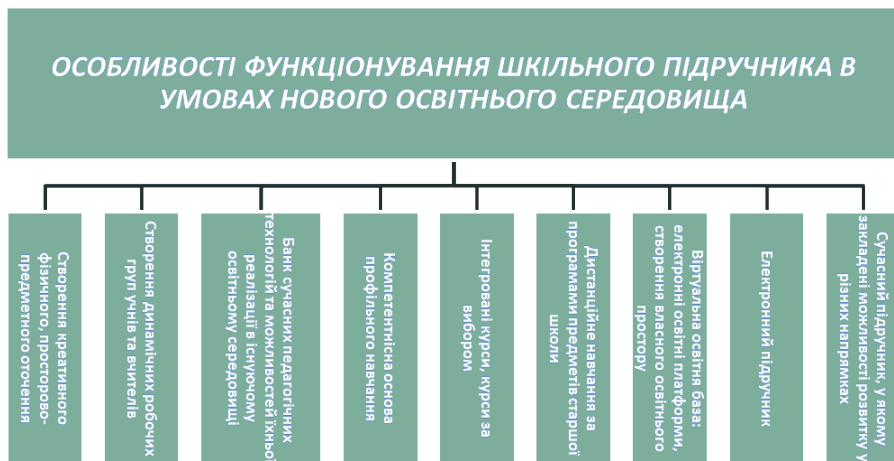 ОСОБЛИВОСТІ ФУНКЦІОНУВАННЯ ШКІЛЬНОГО ПІДРУЧНИКА В
УМОВАХ НОВОГО ОСВІТНЬОГО СЕРЕДОВИЩА
Створення креативного
фізичного, просторово-
предметного оточення
Створення динамічних робочих
груп учнів та вчителів
Банк сучасних педагогічних
технологій та можливостей їхньої
реалізації в існуючому
освітньому середовищі
Компетентнісна основа
профільного навчання
Інтегровані курси, курси за
вибором
Дистанційне навчання за
програмами предметів старшої
школи
Віртуальна освітня база:
електронні освітні платформи,
створення власного освітнього
простору
Електронний підручник
Сучасний підручник, у якому
закладені можливості розвитку у
різних напрямках